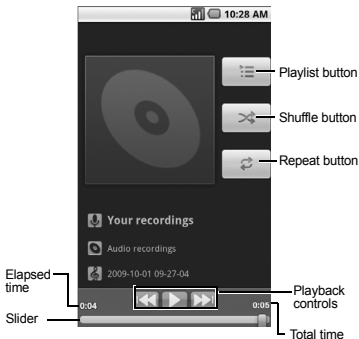 10:28 AM
Playlist button
Shuffle button
Repeat button
Your recordings
Audio recordings
2009-10-01 09-27-04
Elapsed
time
Playback
controls
0:04
0:05
Slider
Total time